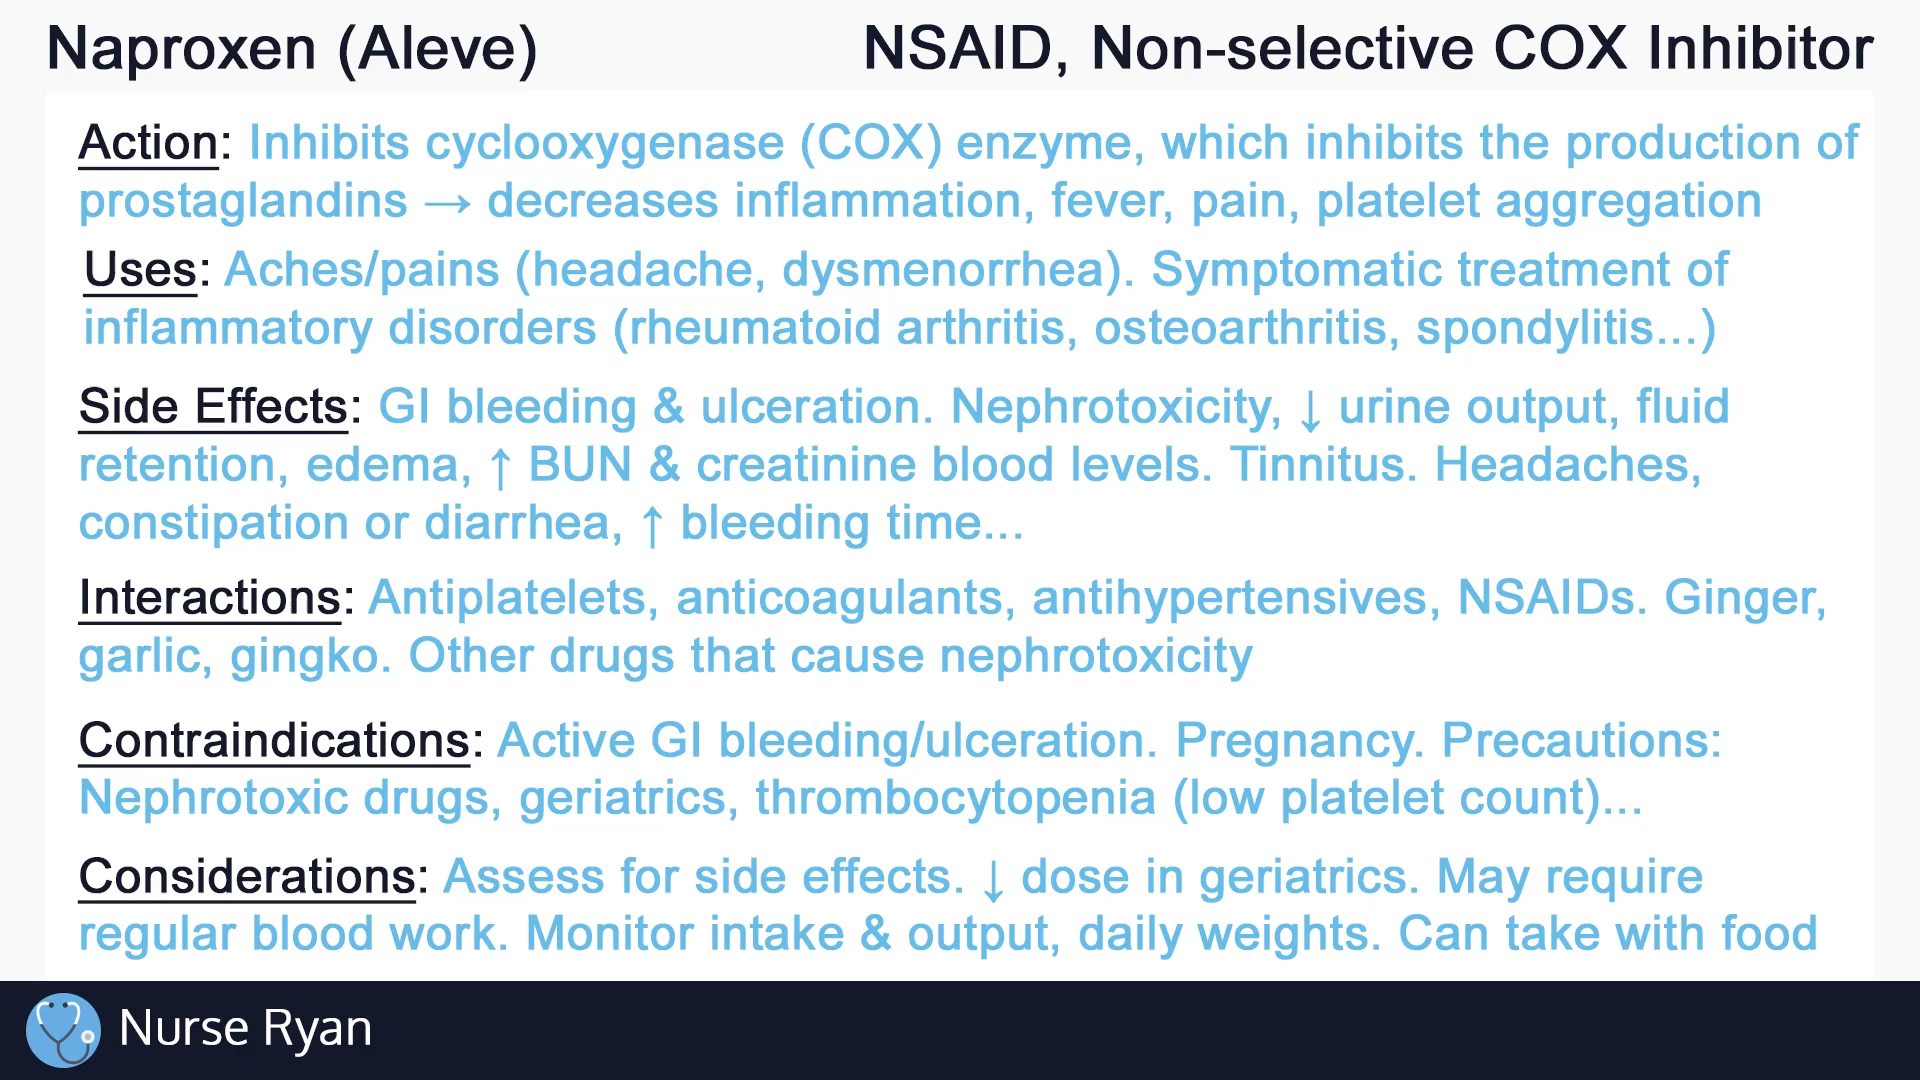 Naproxen (Aleve)
NSAID, Non-selective COX Inhibitor
Action: Inhibits cyclooxygenase (COX) enzyme, which inhibits the production of
prostaglandins → decreases inflammation, fever, pain, platelet aggregation
Uses: Aches/pains (headache, dysmenorrhea). Symptomatic treatment of
inflammatory disorders (rheumatoid arthritis, osteoarthritis, spondylitis...)
Side Effects: GI bleeding & ulceration. Nephrotoxicity, ↓ urine output, fluid
retention, edema, ↑ BUN & creatinine blood levels. Tinnitus. Headaches,
constipation or diarrhea, ↑ bleeding time...
Interactions: Antiplatelets, anticoagulants, antihypertensives, NSAIDs. Ginger,
garlic, gingko. Other drugs that cause nephrotoxicity
Contraindications: Active GI bleeding/ulceration. Pregnancy. Precautions:
Nephrotoxic drugs, geriatrics, thrombocytopenia (low platelet count)...
Considerations: Assess for side effects. ↓ dose in geriatrics. May require
regular blood work. Monitor intake & output, daily weights. Can take with food
Nurse Ryan